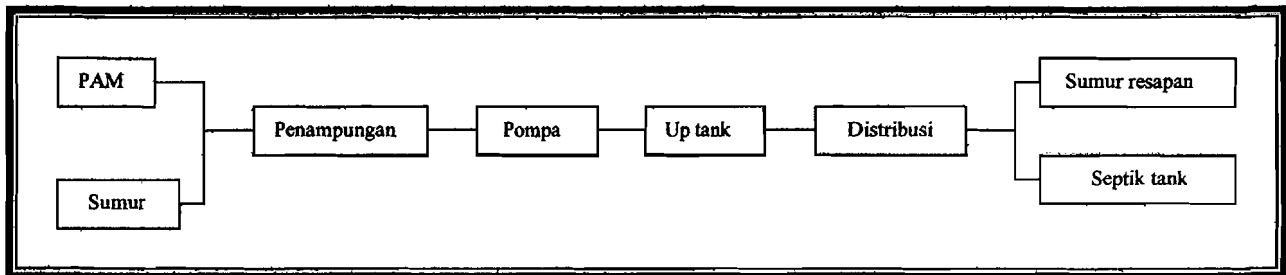 PAM
Sumur
Penampungan
Pompa
Up tank
Distribusi
Sumur resapan
Septik tank